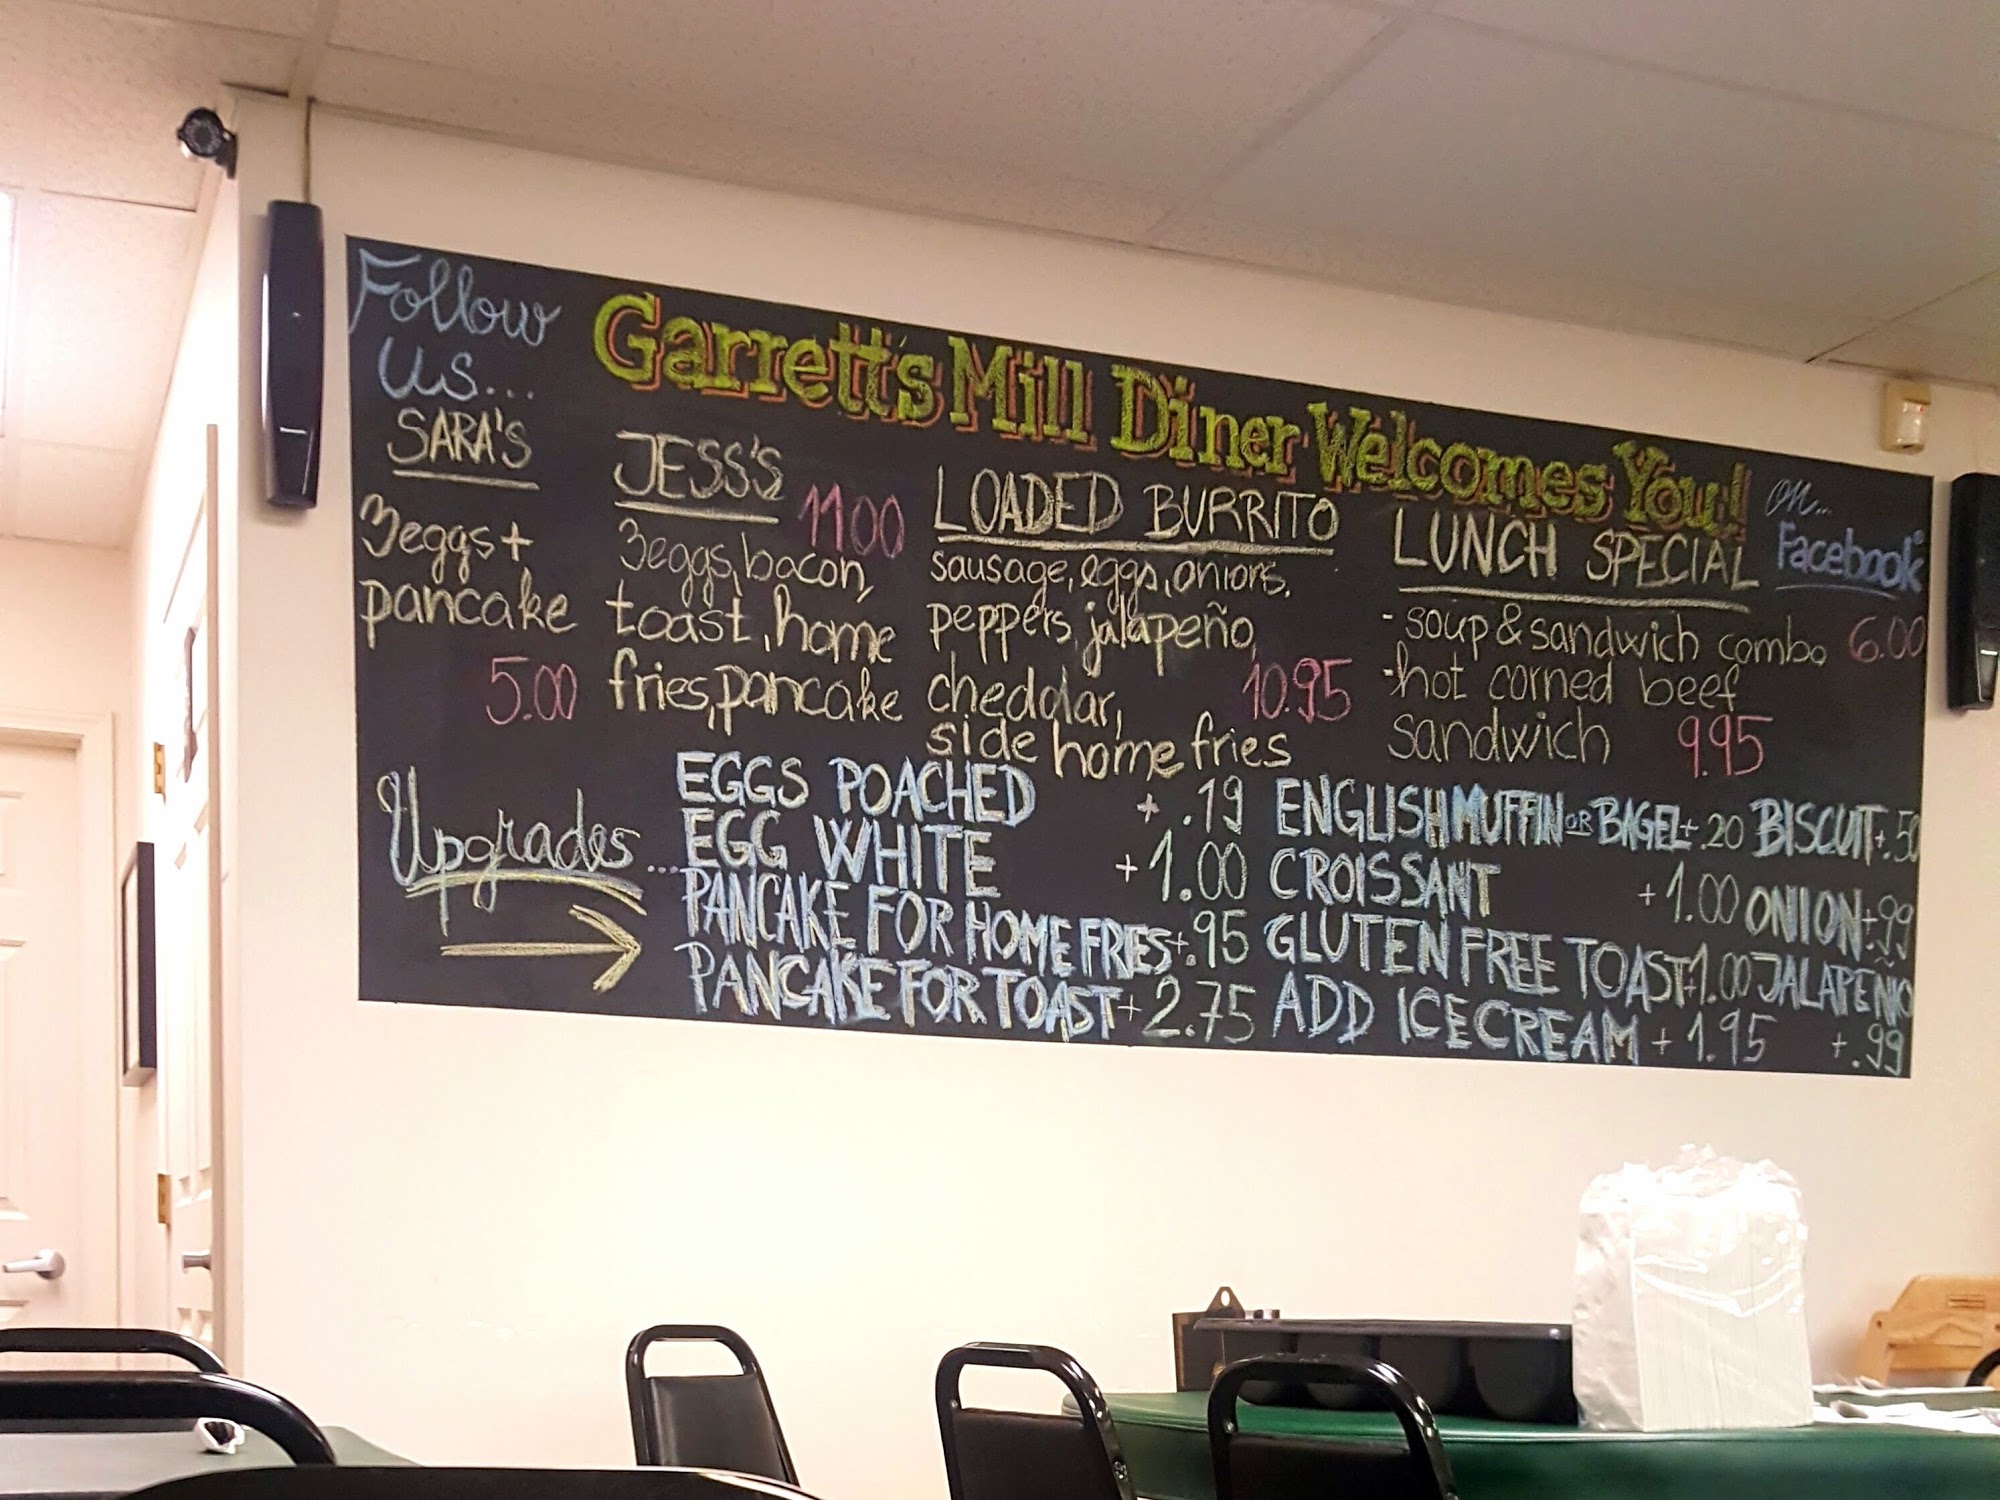 Garrett's Mill Diner Welcomes You!
Follow
us...
on...
Facebook
SARA'S
3eggs+
pancake
5.00
JESS'S
11.00
3eggs, bacon,
toast, home
fries, pancake
LOADED BURRITO
sausage, eggs, onions,
peppers, jalapeño,
cheddar, 10.95
side home fries
LUNCH SPECIAL
-soup & sandwich combo 6.00
-hot corned beef
sandwich 9.95
Upgrades...
EGGS POACHED + .19
EGG WHITE + 1.00
PANCAKE FOR HOME FRIES +.95
PANCAKE FOR TOAST + 2.75
ENGLISH MUFFIN OR BAGEL +.20
CROISSANT + 1.00
GLUTEN FREE TOAST +1.00
ADD ICE CREAM + 1.95
BISCUIT +.50
ONION +.99
JALAPEÑO
+.99